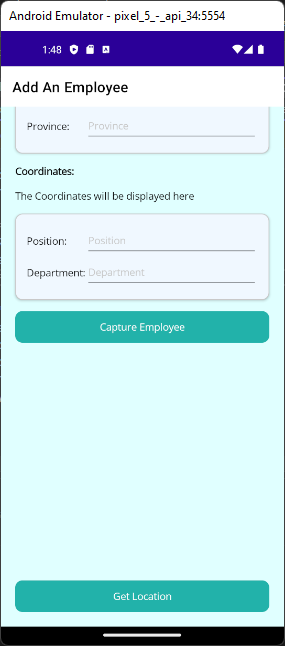 Android Emulator - pixel_5_-_api_34:5554
1:48
Add An Employee
Province: Province
Coordinates:
The Coordinates will be displayed here
Position: Position
Department: Department
Capture Employee
Get Location